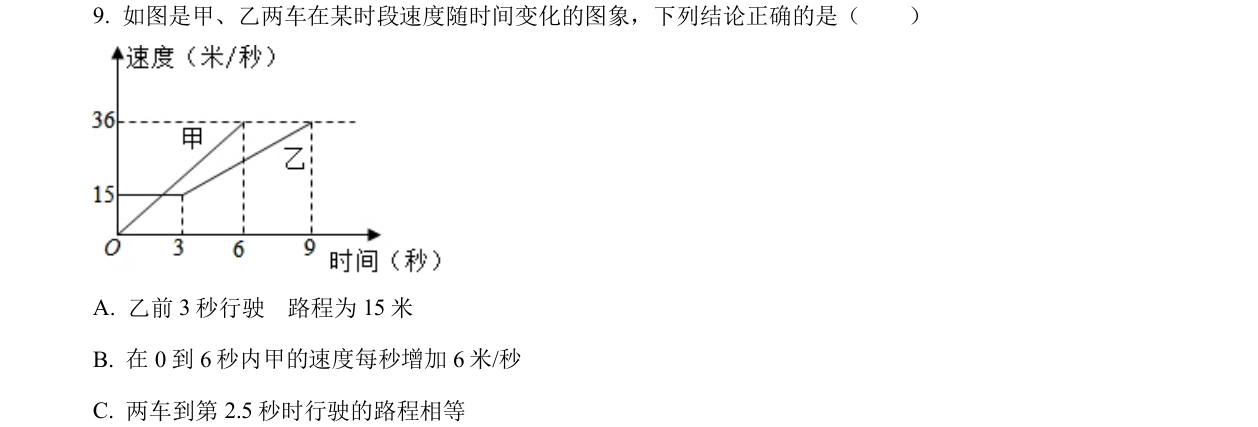 9. 如图是甲、乙两车在某时段速度随时间变化的图象，下列结论正确的是（　　）
速度（米/秒）
36
甲
乙
15
O 3 6 9
时间（秒）
A. 乙前 3 秒行驶　路程为 15 米
B. 在 0 到 6 秒内甲的速度每秒增加 6 米/秒
C. 两车到第 2.5 秒时行驶的路程相等